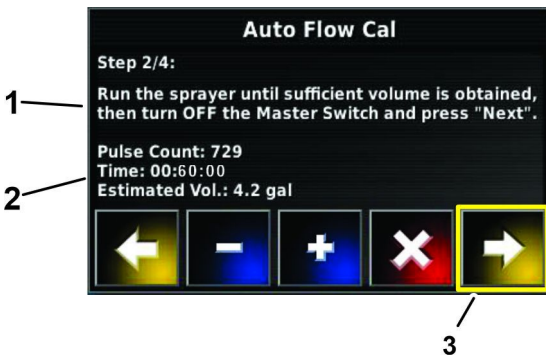 Auto Flow Cal
Step 2/4:
Run the sprayer until sufficient volume is obtained,
then turn OFF the Master Switch and press "Next".
Pulse Count: 729
Time: 00:60:00
Estimated Vol.: 4.2 gal
1
2
3